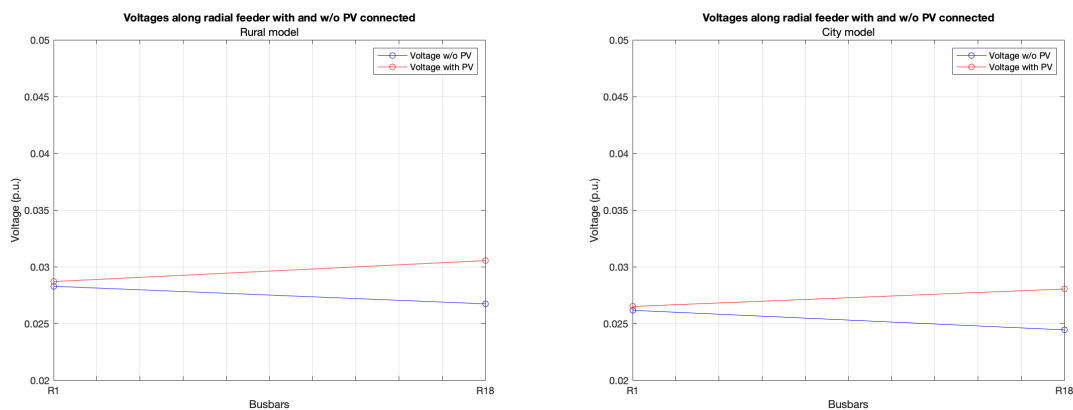 Voltages along radial feeder with and w/o PV connected
Rural model
0.05
0.045
0.04
0.035
0.03
0.025
0.02
Voltage (p.u.)
Voltage w/o PV
Voltage with PV
R1
R18
Busbars
Voltages along radial feeder with and w/o PV connected
City model
0.05
0.045
0.04
0.035
0.03
0.025
0.02
Voltage (p.u.)
Voltage w/o PV
Voltage with PV
R1
R18
Busbars